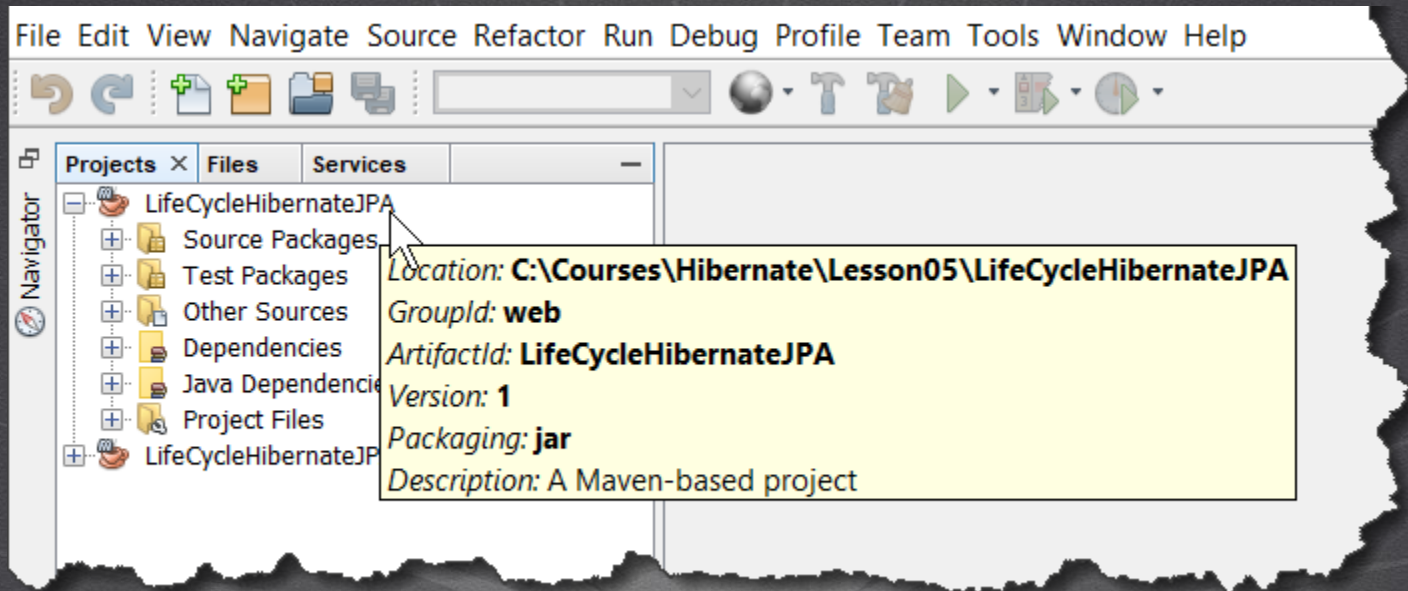 File Edit View Navigate Source Refactor Run Debug Profile Team Tools Window Help
Projects Files Services
Navigator
LifeCycleHibernateJPA
Source Packages
Test Packages
Other Sources
Dependencies
Java Dependencie
Project Files
LifeCycleHibernateJP
Location: C:\Courses\Hibernate\Lesson05\LifeCycleHibernateJPA
GroupId: web
ArtifactId: LifeCycleHibernateJPA
Version: 1
Packaging: jar
Description: A Maven-based project